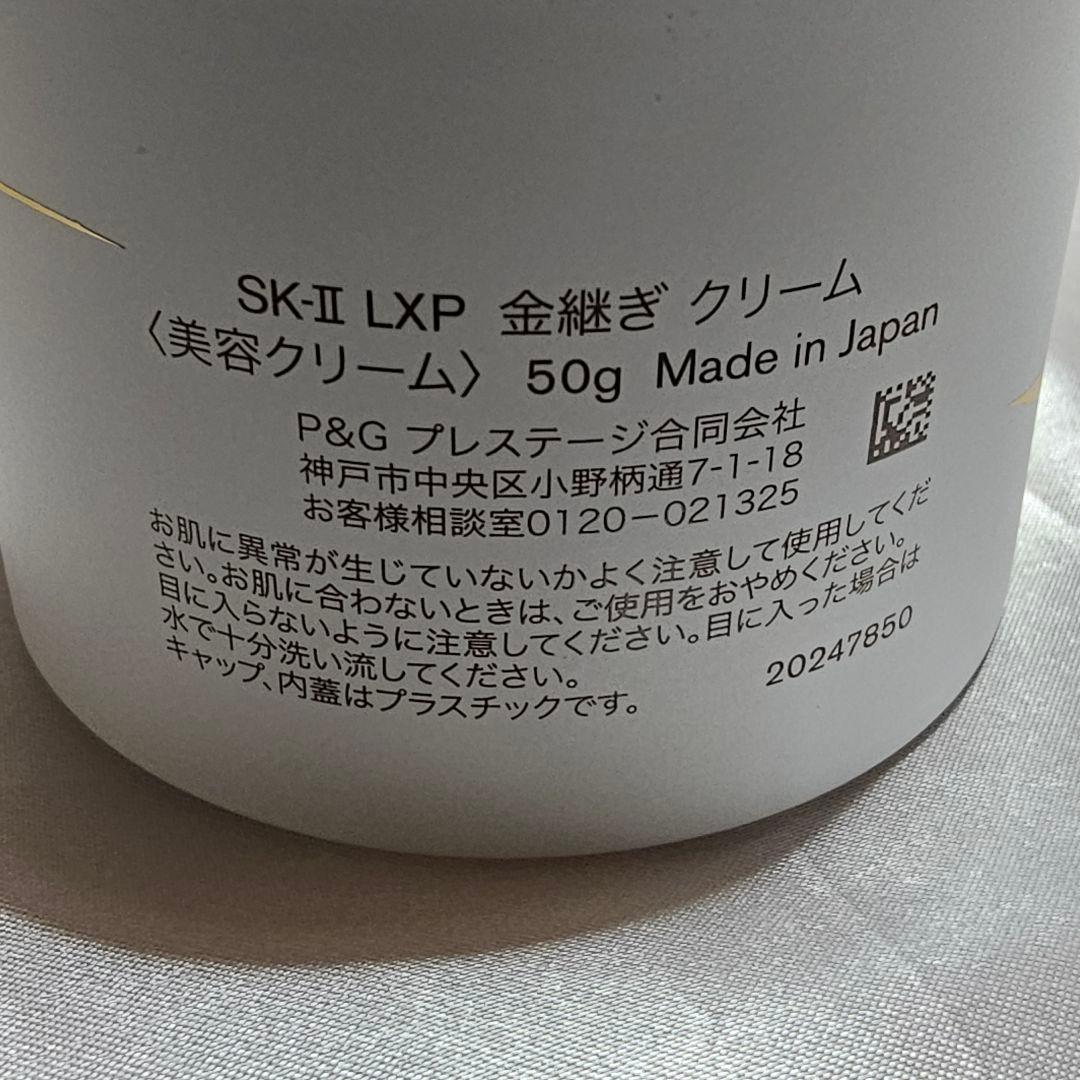 SK-Ⅱ LXP 金継ぎ クリーム
〈美容クリーム〉 50g Made in Japan
P&G プレステージ合同会社
神戸市中央区小野柄通7-1-18
お客様相談室0120－021325
お肌に異常が生じていないかよく注意して使用してくだ
さい。お肌に合わないときは、ご使用をおやめください。
目に入らないように注意してください。目に入った場合は
水で十分洗い流してください。
キャップ、内蓋はプラスチックです。
20247850